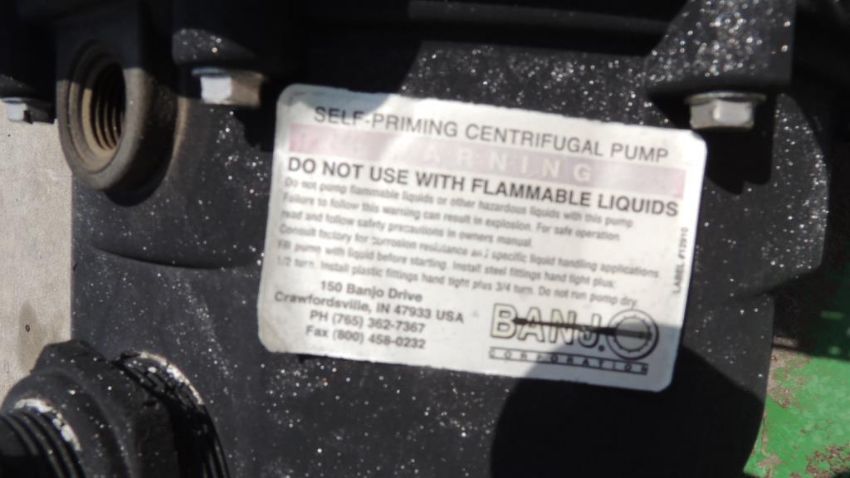 SELF-PRIMING CENTRIFUGAL PUMP
WARNING
DO NOT USE WITH FLAMMABLE LIQUIDS
Do not pump flammable liquids or other hazardous liquids with this pump.
Failure to follow this warning can result in explosion. For safe operation
read and follow safety precautions in owners manual.
Consult factory for corrosion resistance and specific liquid handling applications.
Fill pump with liquid before starting. Install steel fittings hand tight plus
1/2 turn. Install plastic fittings hand tight plus 3/4 turn. Do not run pump dry.
150 Banjo Drive
Crawfordsville, IN 47933 USA
PH (765) 362-7367
Fax (800) 458-0232
BANJO
CORPORATION
LABEL #12910